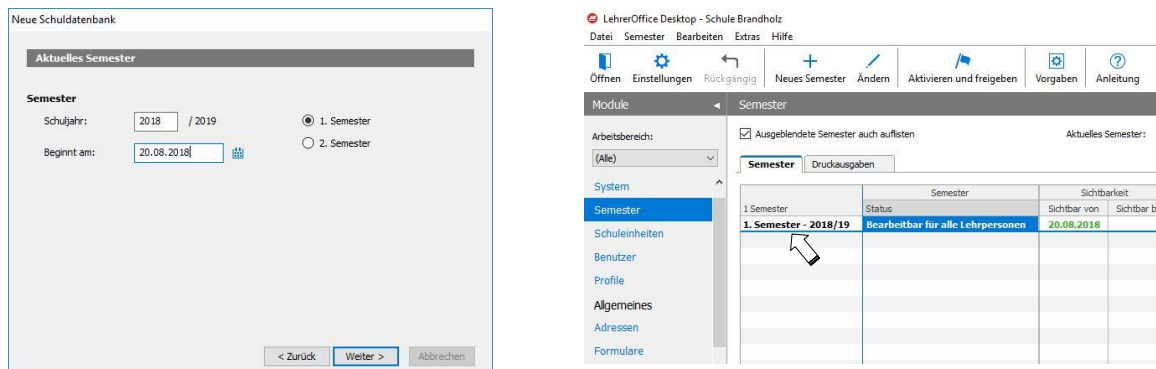 Neue Schuldatenbank
Aktuelles Semester
Semester
Schuljahr: 2018 / 2019 1. Semester
Beginnt am: 20.08.2018 2. Semester
< Zurück Weiter > Abbrechen
LehrerOffice Desktop - Schule Brandholz
Datei Semester Bearbeiten Extras Hilfe
Öffnen Einstellungen Rückgängig Neues Semester Ändern Aktivieren und freigeben Vorgaben Anleitung
Module Semester
Arbeitsbereich: Ausgeblendete Semester auch auflisten Aktuelles Semester:
(Alle) Semester Druckausgaben
System Semester Sichtbarkeit
Semester 1 Semester Status Sichtbar von Sichtbar b
1. Semester - 2018/19 Bearbeitbar für alle Lehrpersonen 20.08.2018
Schuleinheiten
Benutzer
Profile
Allgemeines
Adressen
Formulare